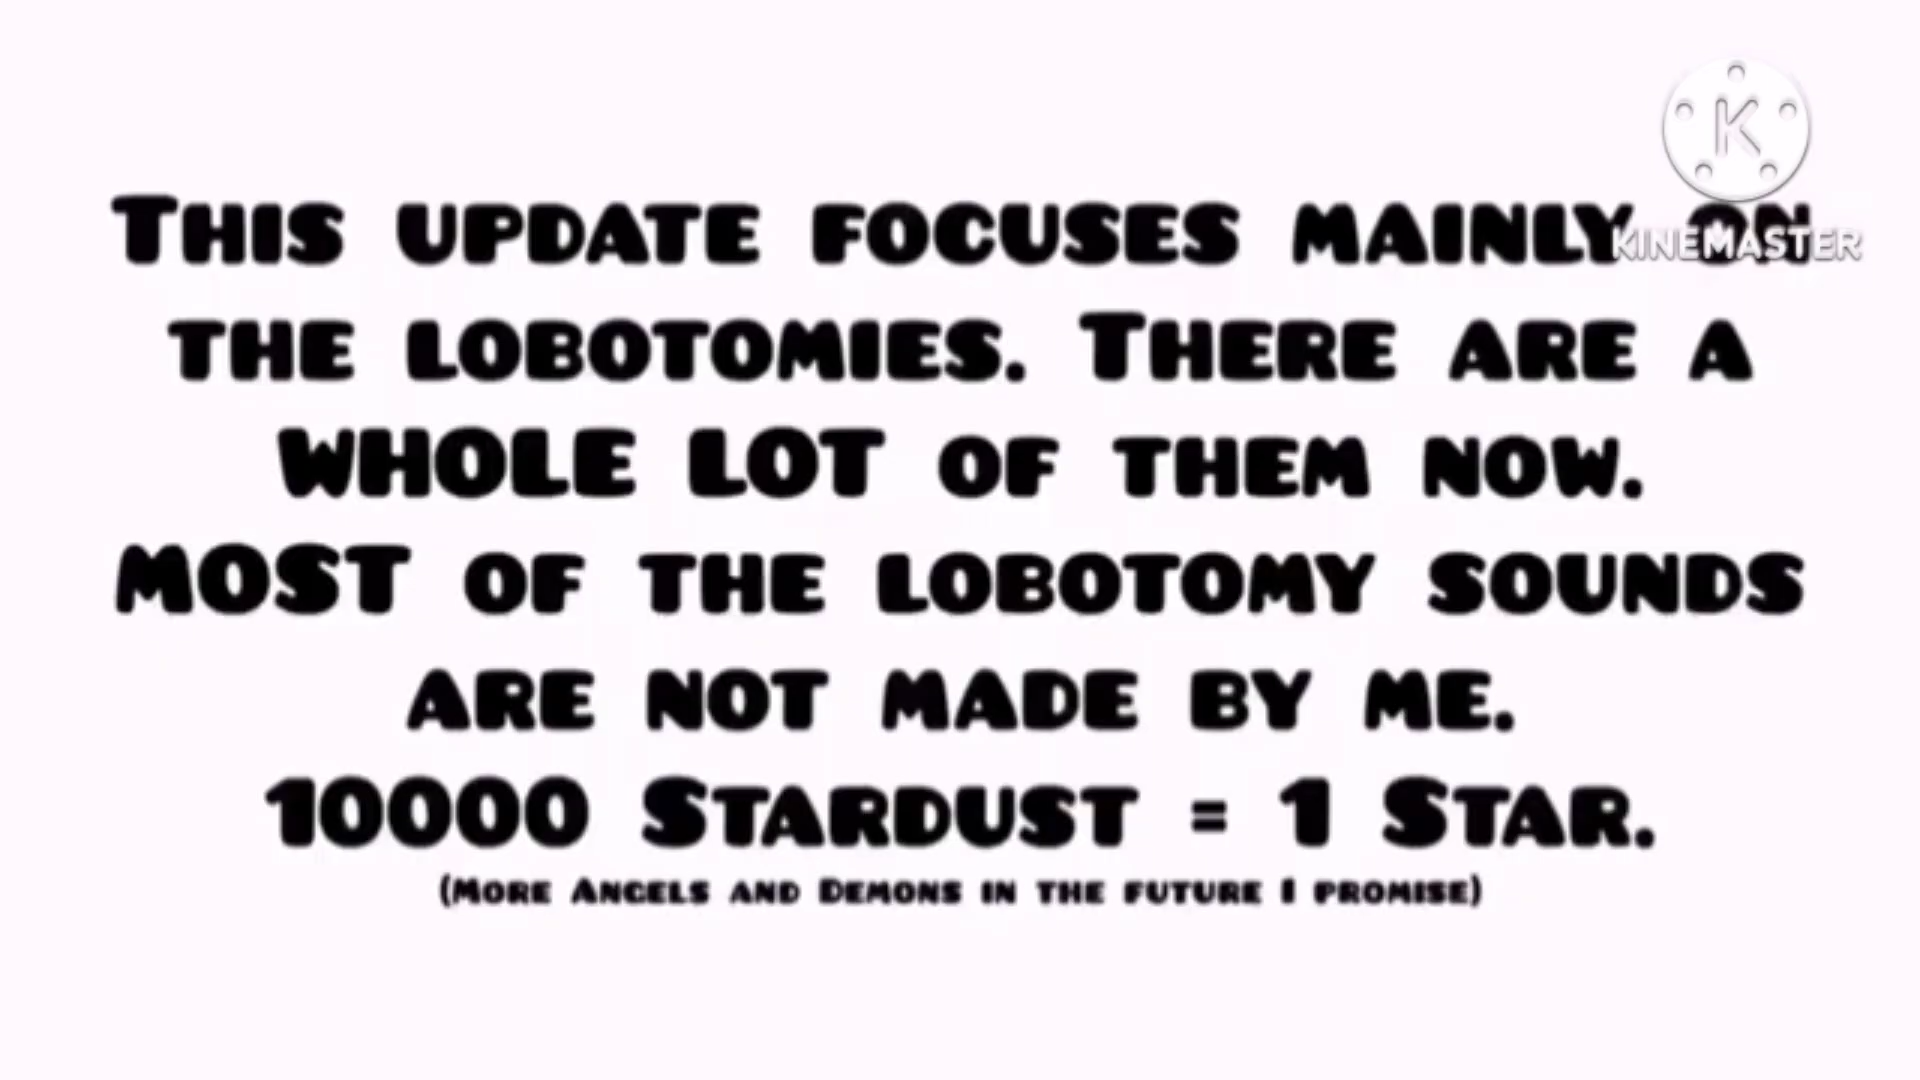 This update focuses mainly on
the lobotomies. There are a
WHOLE LOT of them now.
MOST of the lobotomy sounds
are not made by me.
10000 Stardust = 1 Star.
(More Angels and Demons in the future I promise)
K
KINEMASTER